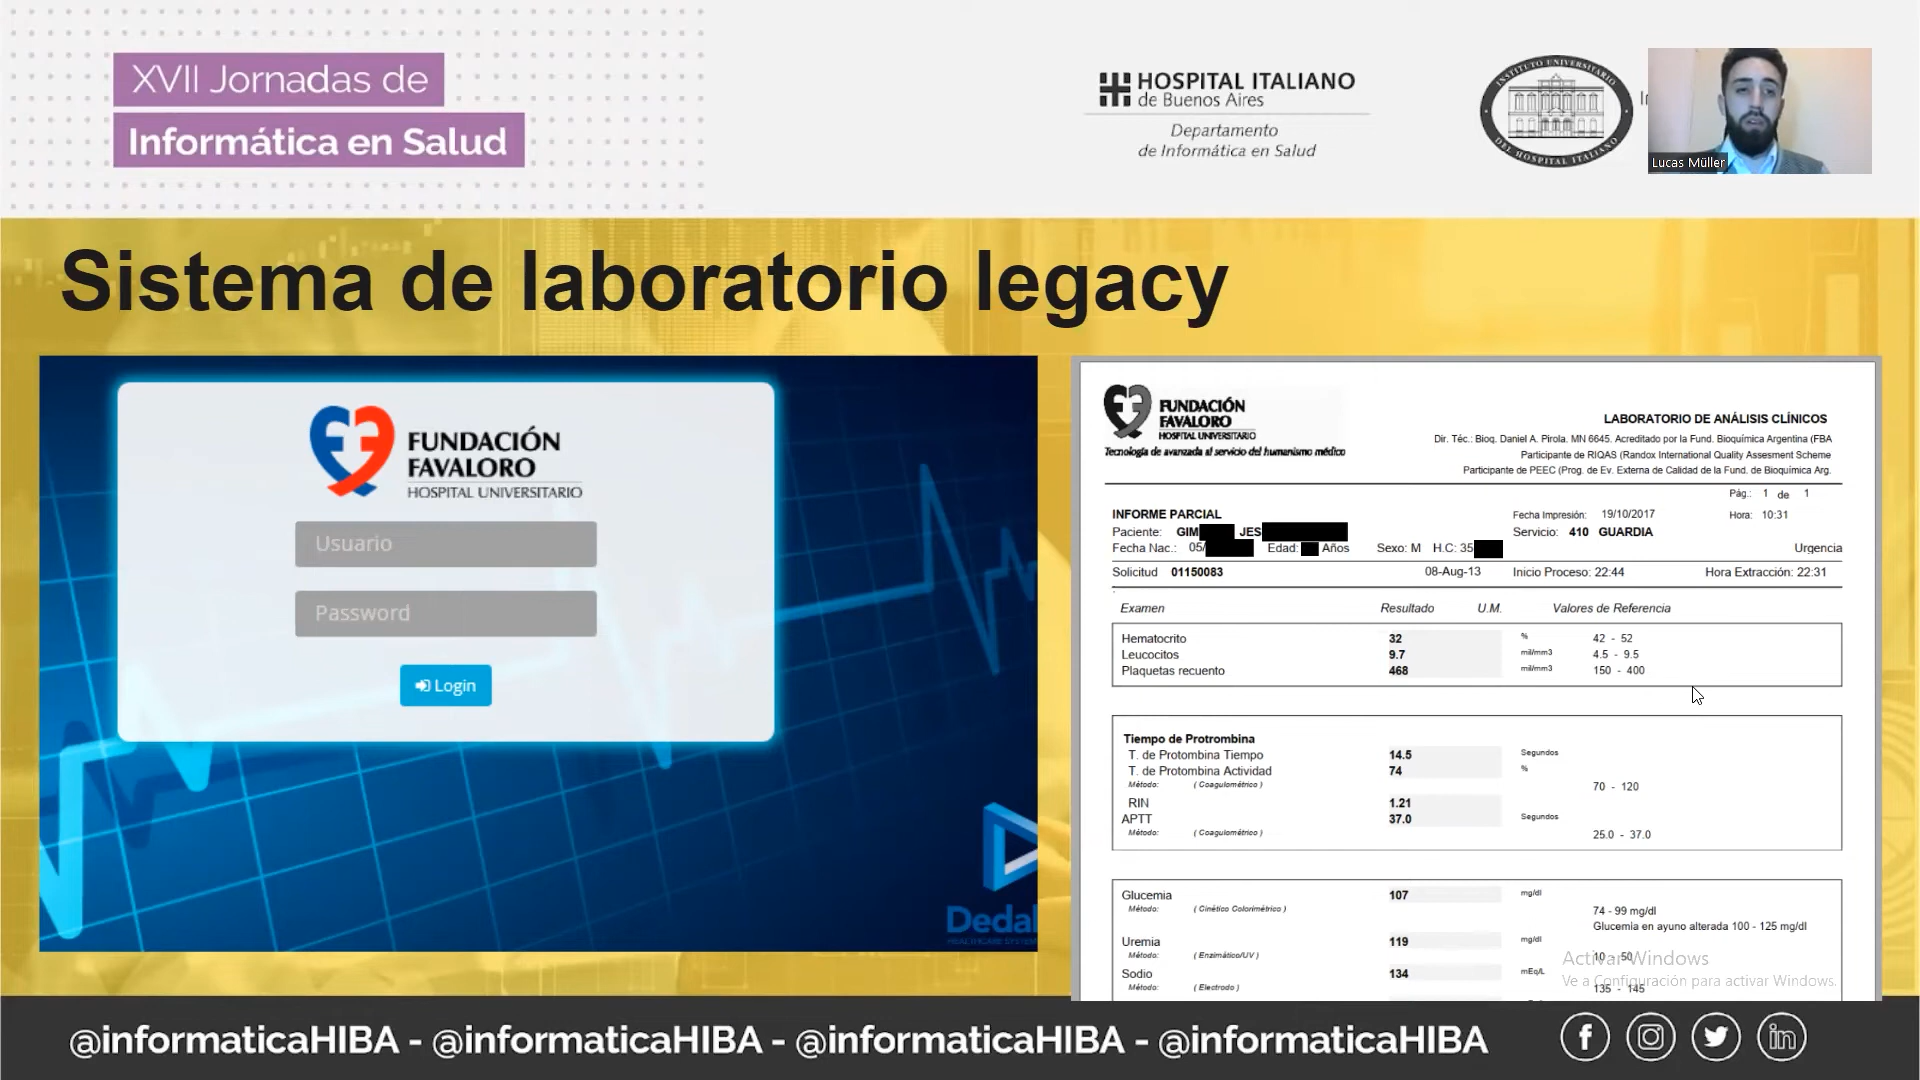 XVII Jornadas de
Informática en Salud
HOSPITAL ITALIANO
de Buenos Aires
Departamento
de Informática en Salud
INSTITUTO UNIVERSITARIO
DEL HOSPITAL ITALIANO
Lucas Müller
Sistema de laboratorio legacy
FUNDACIÓN
FAVALORO
HOSPITAL UNIVERSITARIO
Usuario
Password
Login
Dedal
FUNDACIÓN
FAVALORO
HOSPITAL UNIVERSITARIO
Tecnología de avanzada al servicio del humanismo médico
LABORATORIO DE ANÁLISIS CLÍNICOS
Dir. Téc.: Bioq. Daniel A. Pirola. MN 6645. Acreditado por la Fund. Bioquímica Argentina (FBA
Participante de RIQAS (Randox International Quality Assesment Scheme
Participante de PEEC (Prog. de Ev. Externa de Calidad de la Fund. de Bioquímica Arg.
Pág.: 1 de 1
INFORME PARCIAL Fecha Impresión: 19/10/2017 Hora: 10:31
Paciente: GIM JES Servicio: 410 GUARDIA
Fecha Nac.: 05/ Edad: Años Sexo: M H.C: 35 Urgencia
Solicitud 01150083 08-Aug-13 Inicio Proceso: 22:44 Hora Extracción: 22:31
Examen Resultado U.M. Valores de Referencia
Hematocrito 32 % 42 - 52
Leucocitos 9.7 mil/mm3 4.5 - 9.5
Plaquetas recuento 468 mil/mm3 150 - 400
Tiempo de Protrombina
T. de Protombina Tiempo 14.5 Segundos
T. de Protombina Actividad 74 %
Método: ( Coagulométrico ) 70 - 120
RIN 1.21
APTT 37.0 Segundos
Método: ( Coagulométrico ) 25.0 - 37.0
Glucemia 107 mg/dl
Método: ( Cinético Colorimétrico ) 74 - 99 mg/dl
Glucemia en ayuno alterada 100 - 125 mg/dl
Uremia 119 mg/dl
Método: ( Enzimático/UV ) 10 - 50
Sodio 134 mEq/L
Método: ( Electrodo ) 135 - 145
Activar Windows
Ve a Configuración para activar Windows.
@informaticaHIBA - @informaticaHIBA - @informaticaHIBA - @informaticaHIBA